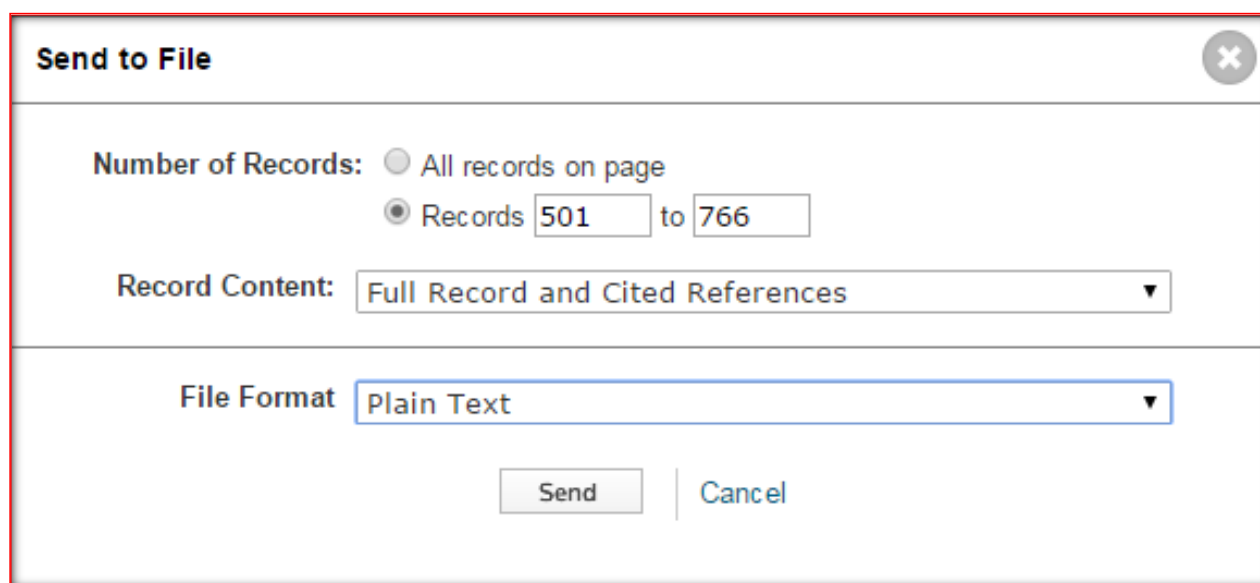 Send to File
Number of Records: All records on page
Records 501 to 766
Record Content: Full Record and Cited References
File Format Plain Text
Send Cancel